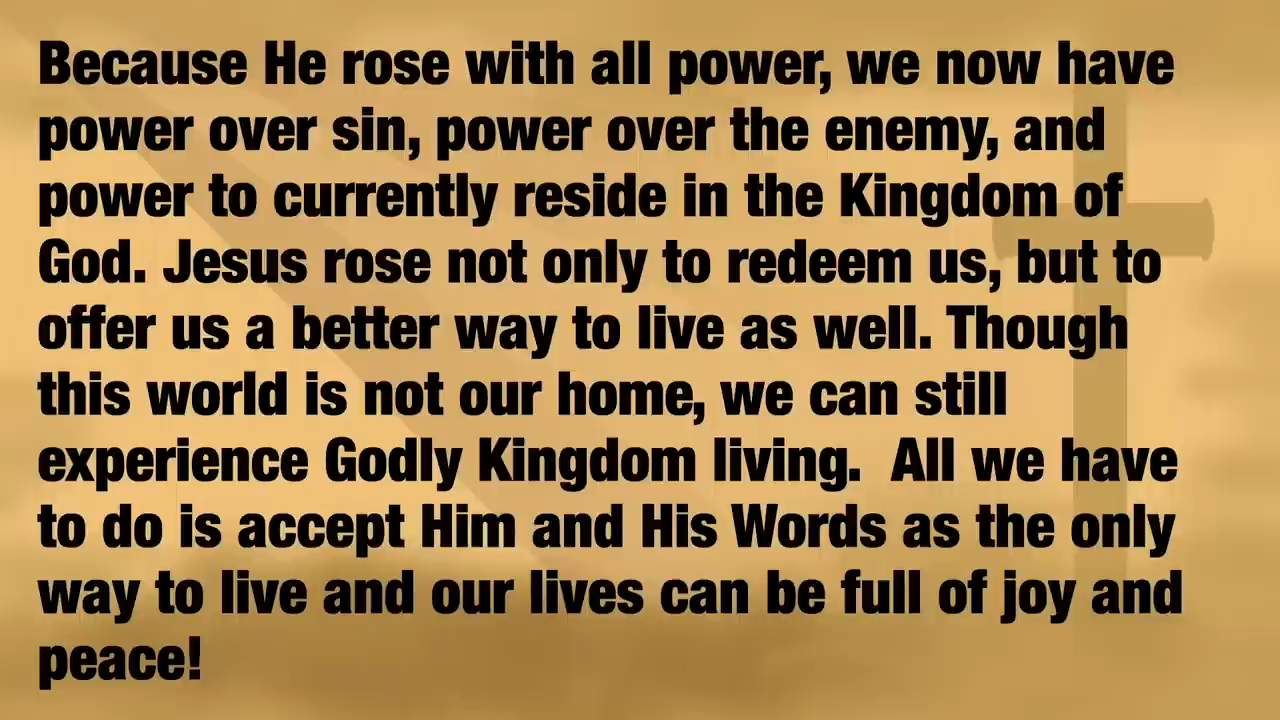 Because He rose with all power, we now have
power over sin, power over the enemy, and
power to currently reside in the Kingdom of
God. Jesus rose not only to redeem us, but to
offer us a better way to live as well. Though
this world is not our home, we can still
experience Godly Kingdom living.  All we have
to do is accept Him and His Words as the only
way to live and our lives can be full of joy and
peace!